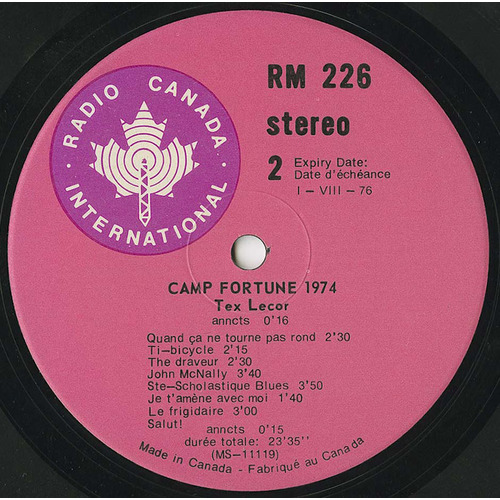 RADIO CANADA
INTERNATIONAL
RM 226
stereo
2 Expiry Date:
Date d'échéance
I – VIII – 76
CAMP FORTUNE 1974
Tex Lecor
anncts 0'16
Quand ça ne tourne pas rond 2'30
Ti–bicycle 2'15
The draveur 2'30
John McNally 3'40
Ste–Scholastique Blues 3'50
Je t'amène avec moi 1'40
Le frigidaire 3'00
Salut!
anncts 0'15
durée totale: 23'35''
(MS–11119)
Made in Canada - Fabriqué au Canada